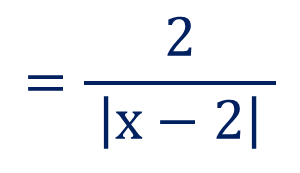 = 2 / |x − 2|